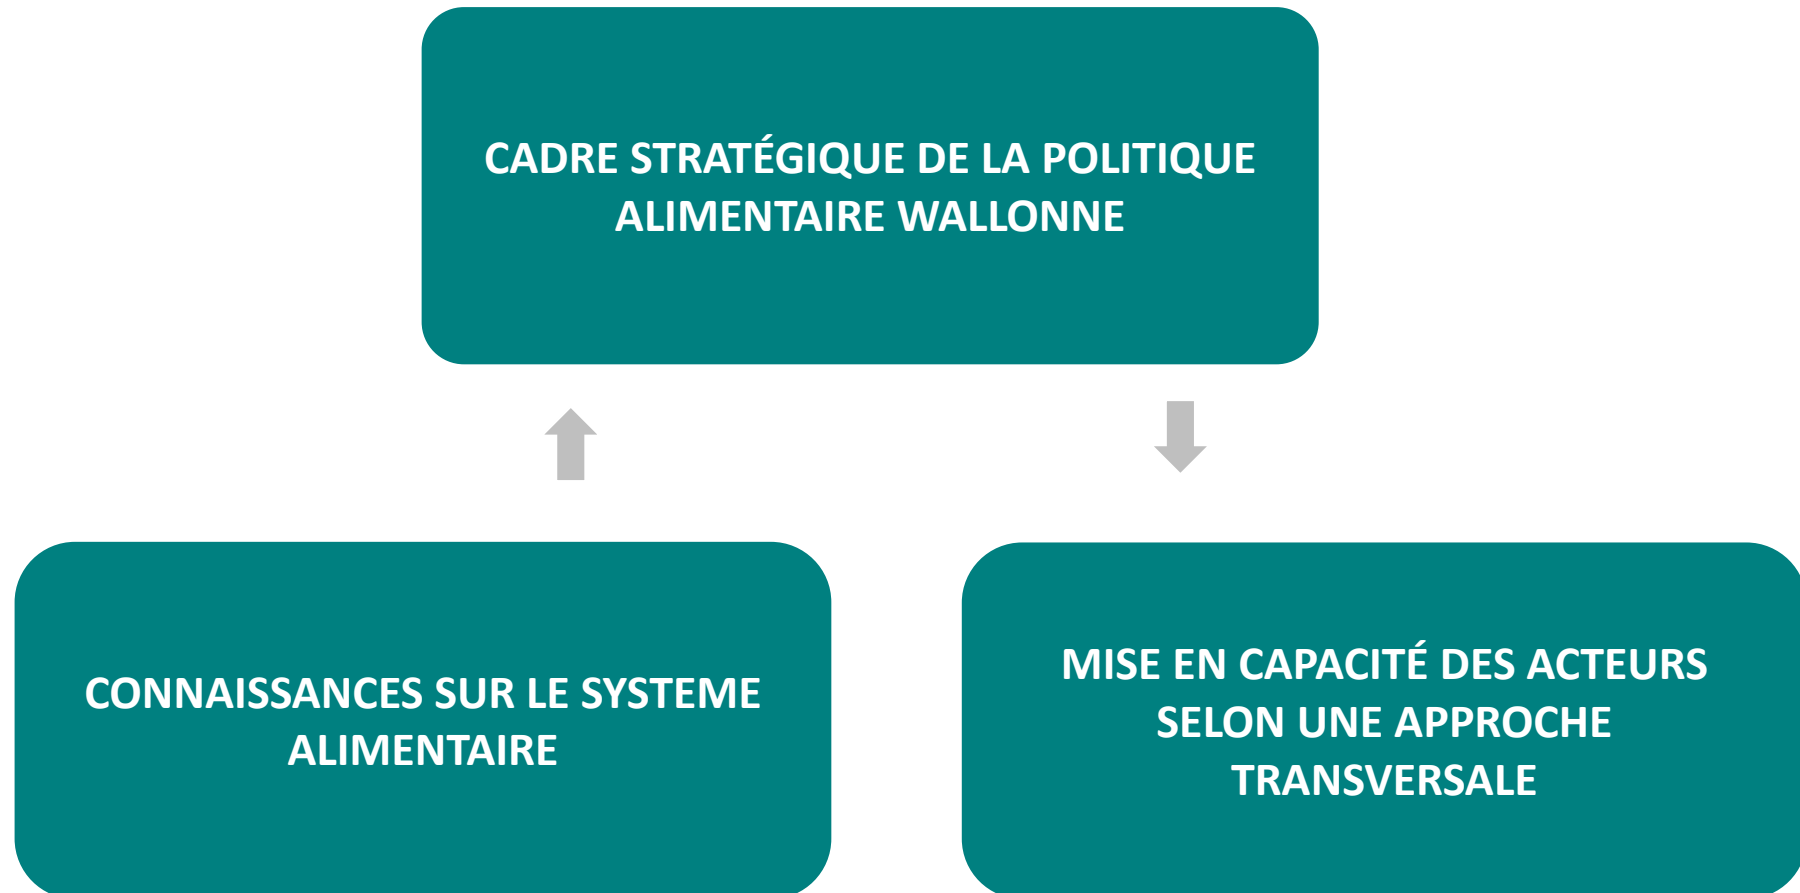 CADRE STRATÉGIQUE DE LA POLITIQUE
ALIMENTAIRE WALLONNE
CONNAISSANCES SUR LE SYSTEME
ALIMENTAIRE
MISE EN CAPACITÉ DES ACTEURS
SELON UNE APPROCHE
TRANSVERSALE